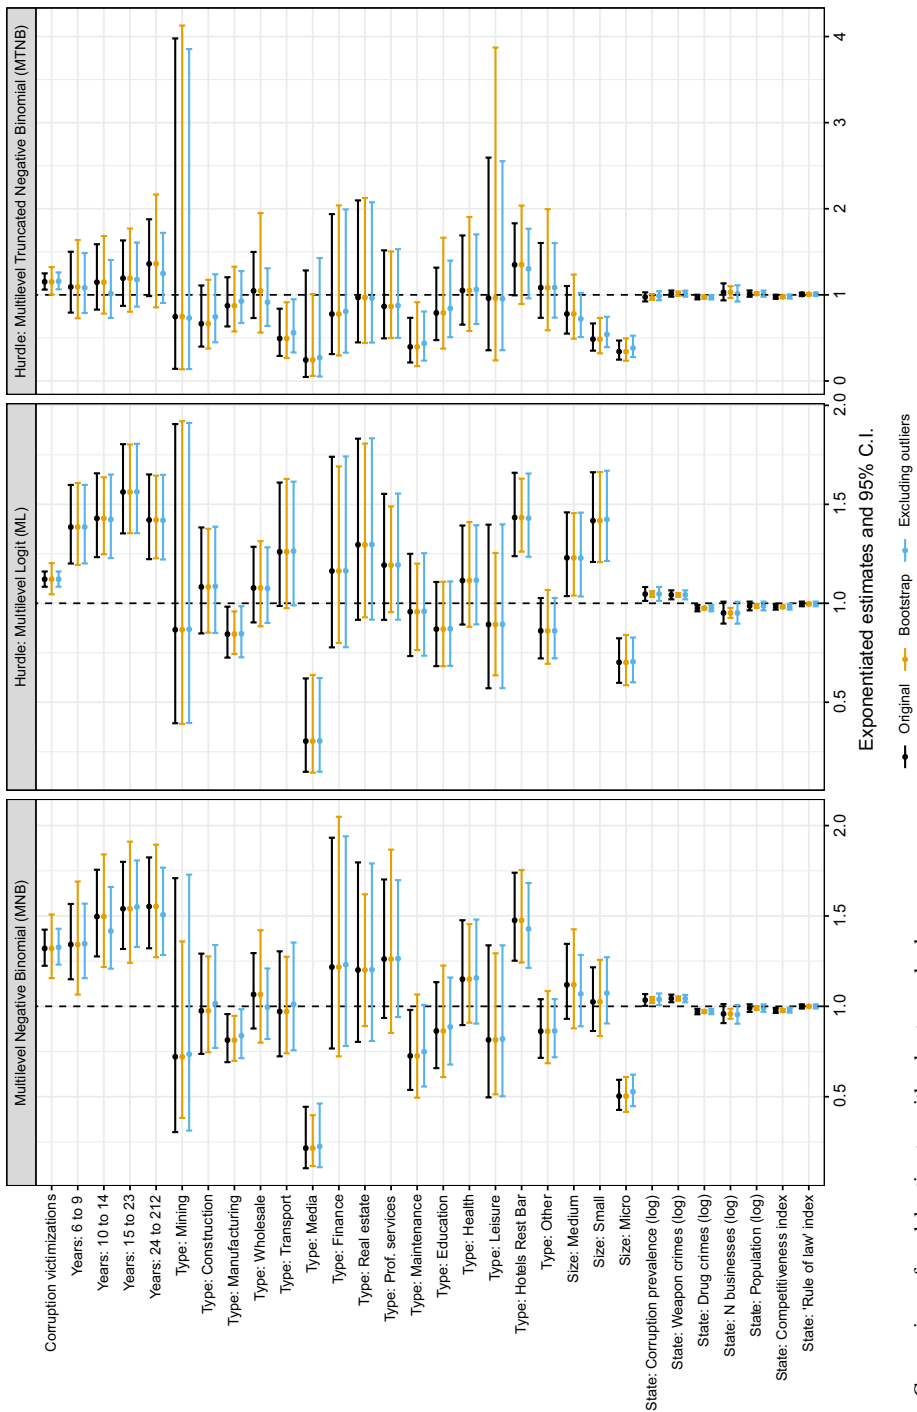 Multilevel Negative Binomial (MNB)
Hurdle: Multilevel Logit (ML)
Hurdle: Multilevel Truncated Negative Binomial (MTNB)
Corruption victimizations
Years: 6 to 9
Years: 10 to 14
Years: 15 to 23
Years: 24 to 212
Type: Mining
Type: Construction
Type: Manufacturing
Type: Wholesale
Type: Transport
Type: Media
Type: Finance
Type: Real estate
Type: Prof. services
Type: Maintenance
Type: Education
Type: Health
Type: Leisure
Type: Hotels Rest Bar
Type: Other
Size: Medium
Size: Small
Size: Micro
State: Corruption prevalence (log)
State: Weapon crimes (log)
State: Drug crimes (log)
State: N businesses (log)
State: Population (log)
State: Competitiveness index
State: 'Rule of law' index
0.5 1.0 1.5 2.0
0.5 1.0 1.5 2.0
0 1 2 3 4
Exponentiated estimates and 95% C.I.
Original Bootstrap Excluding outliers